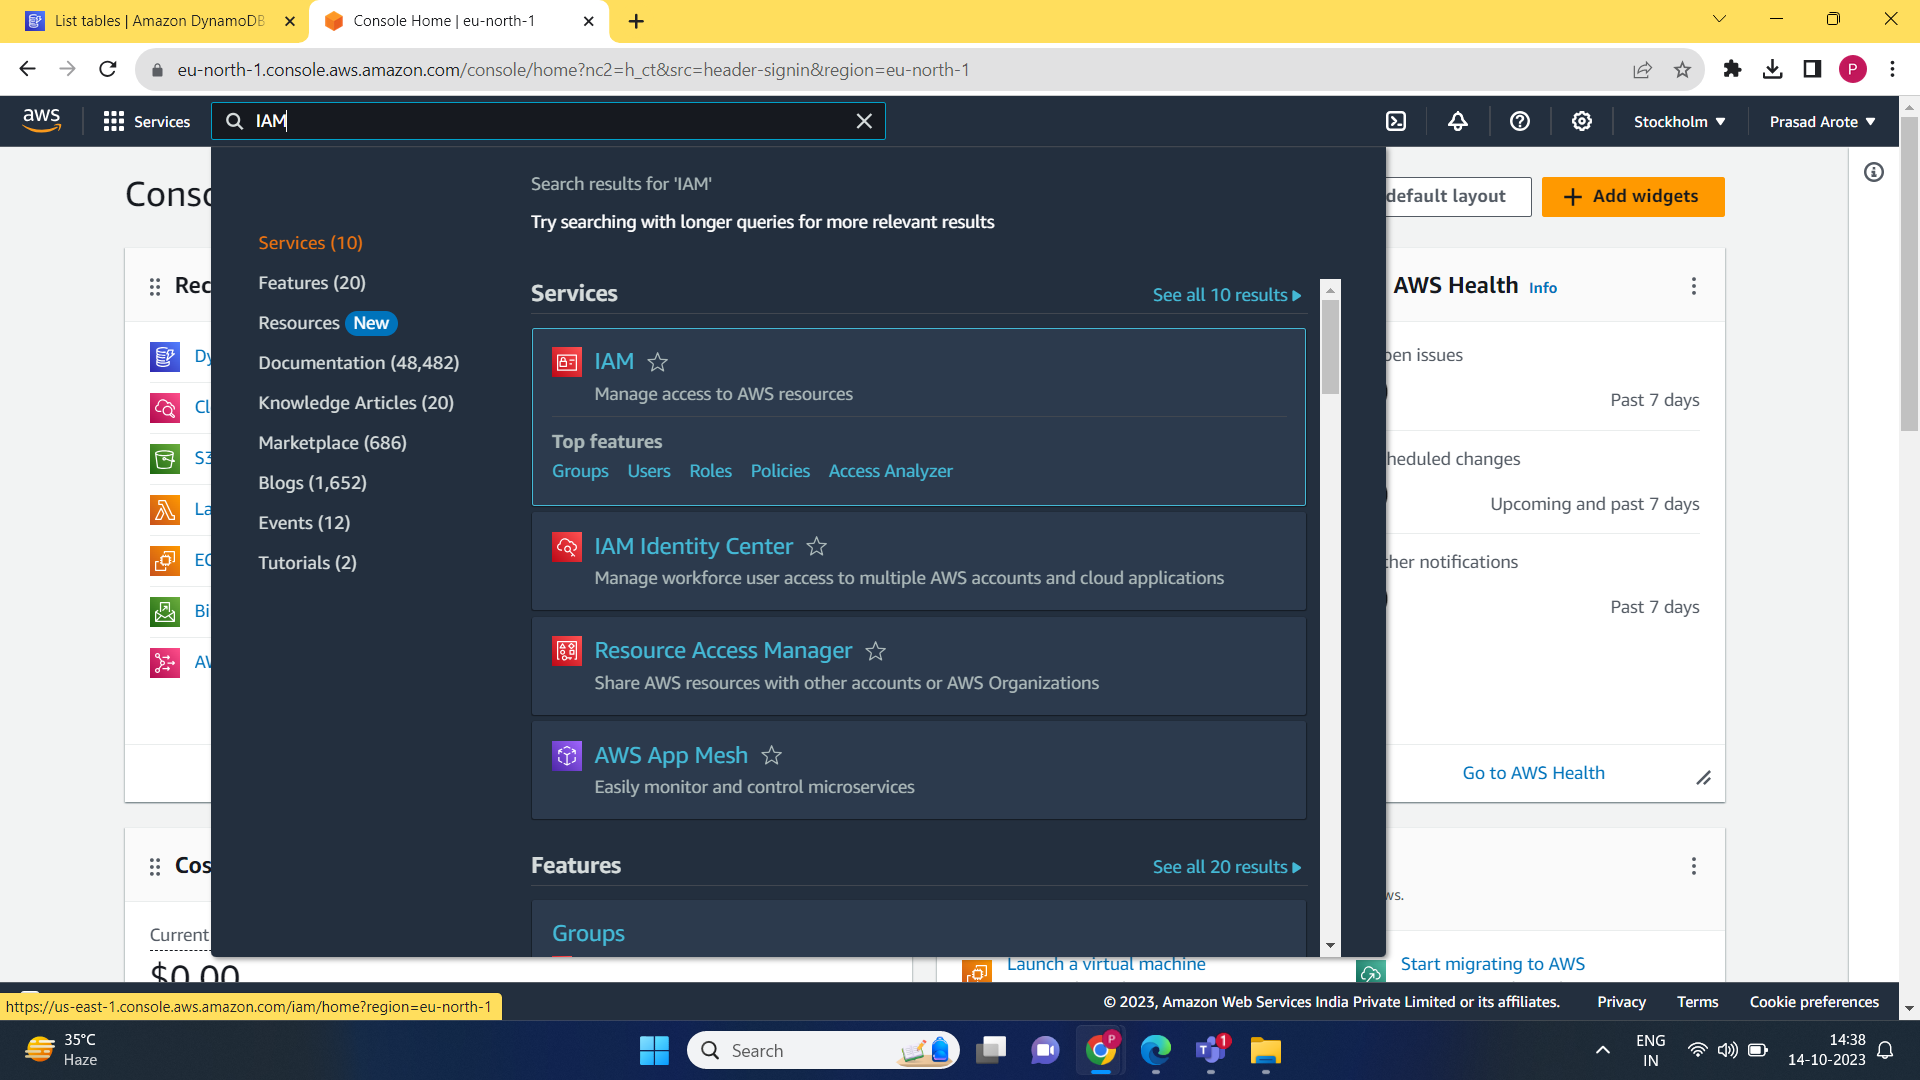 List tables | Amazon DynamoDB
Console Home | eu-north-1
eu-north-1.console.aws.amazon.com/console/home?nc2=h_ct&src=header-signin&region=eu-north-1
P
aws
Services
IAM
Stockholm
Prasad Arote
Conso
default layout
Add widgets
Search results for 'IAM'
Try searching with longer queries for more relevant results
Services (10)
Features (20)
Resources New
Documentation (48,482)
Knowledge Articles (20)
Marketplace (686)
Blogs (1,652)
Events (12)
Tutorials (2)
Services
See all 10 results
IAM
Manage access to AWS resources
Top features
Groups Users Roles Policies Access Analyzer
IAM Identity Center
Manage workforce user access to multiple AWS accounts and cloud applications
Resource Access Manager
Share AWS resources with other accounts or AWS Organizations
AWS App Mesh
Easily monitor and control microservices
Features
See all 20 results
Groups
Rec
Dy
Cl
S3
La
EC
Bi
AW
AWS Health Info
pen issues
Past 7 days
heduled changes
Upcoming and past 7 days
ther notifications
Past 7 days
Go to AWS Health
Cos
Current
$0.00
ws.
Launch a virtual machine
Start migrating to AWS
https://us-east-1.console.aws.amazon.com/iam/home?region=eu-north-1
© 2023, Amazon Web Services India Private Limited or its affiliates.
Privacy
Terms
Cookie preferences
35°C
Haze
Search
P
1
ENG
IN
14:38
14-10-2023